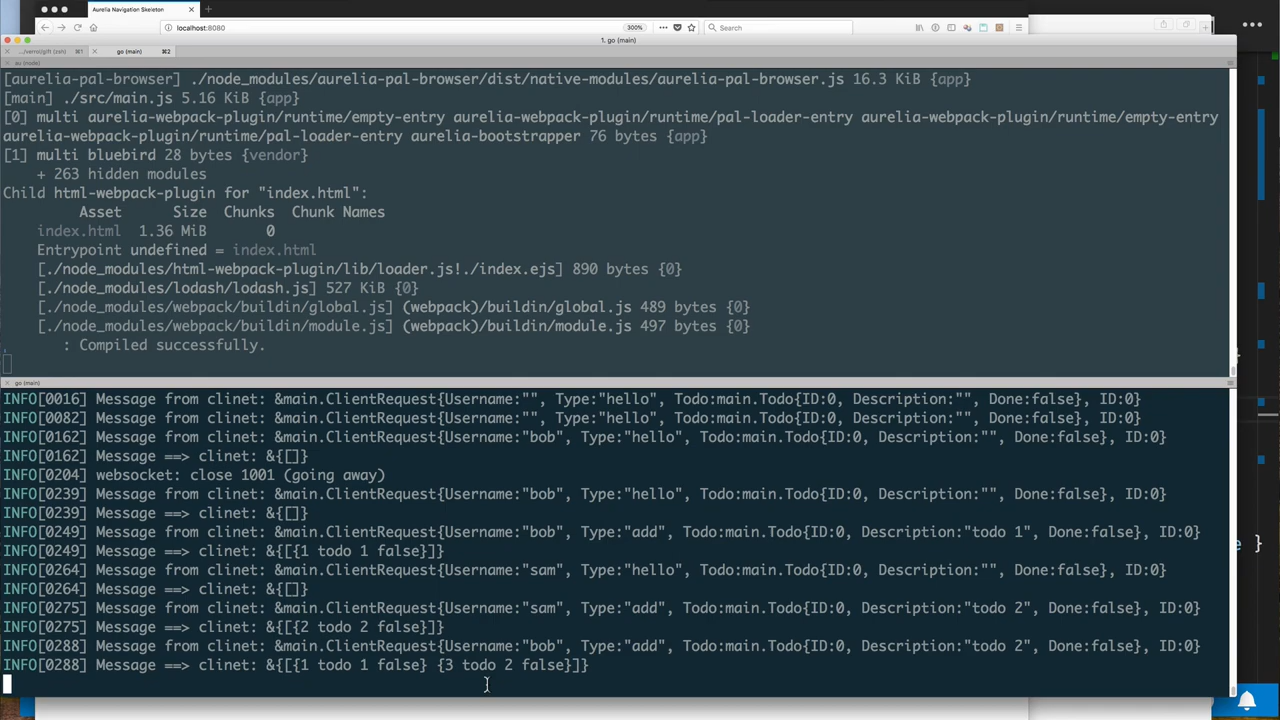 Aurelia Navigation Skeleton
localhost:8080
300%
Search
1. go (main)
.../verrol/gift (zsh) ⌘1
go (main) ⌘2
au (node)
[aurelia-pal-browser] ./node_modules/aurelia-pal-browser/dist/native-modules/aurelia-pal-browser.js 16.3 KiB {app}
[main] ./src/main.js 5.16 KiB {app}
[0] multi aurelia-webpack-plugin/runtime/empty-entry aurelia-webpack-plugin/runtime/pal-loader-entry aurelia-webpack-plugin/runtime/empty-entry
aurelia-webpack-plugin/runtime/pal-loader-entry aurelia-bootstrapper 76 bytes {app}
[1] multi bluebird 28 bytes {vendor}
+ 263 hidden modules
Child html-webpack-plugin for "index.html":
Asset Size Chunks Chunk Names
index.html 1.36 MiB 0
Entrypoint undefined = index.html
[./node_modules/html-webpack-plugin/lib/loader.js!./index.ejs] 890 bytes {0}
[./node_modules/lodash/lodash.js] 527 KiB {0}
[./node_modules/webpack/buildin/global.js] (webpack)/buildin/global.js 489 bytes {0}
[./node_modules/webpack/buildin/module.js] (webpack)/buildin/module.js 497 bytes {0}
: Compiled successfully.
go (main)
INFO[0016] Message from clinet: &main.ClientRequest{Username:"", Type:"hello", Todo:main.Todo{ID:0, Description:"", Done:false}, ID:0}
INFO[0082] Message from clinet: &main.ClientRequest{Username:"", Type:"hello", Todo:main.Todo{ID:0, Description:"", Done:false}, ID:0}
INFO[0162] Message from clinet: &main.ClientRequest{Username:"bob", Type:"hello", Todo:main.Todo{ID:0, Description:"", Done:false}, ID:0}
INFO[0162] Message ==> clinet: &{[]}
INFO[0204] websocket: close 1001 (going away)
INFO[0239] Message from clinet: &main.ClientRequest{Username:"bob", Type:"hello", Todo:main.Todo{ID:0, Description:"", Done:false}, ID:0}
INFO[0239] Message ==> clinet: &{[]}
INFO[0249] Message from clinet: &main.ClientRequest{Username:"bob", Type:"add", Todo:main.Todo{ID:0, Description:"todo 1", Done:false}, ID:0}
INFO[0249] Message ==> clinet: &{[{1 todo 1 false}]}
INFO[0264] Message from clinet: &main.ClientRequest{Username:"sam", Type:"hello", Todo:main.Todo{ID:0, Description:"", Done:false}, ID:0}
INFO[0264] Message ==> clinet: &{[]}
INFO[0275] Message from clinet: &main.ClientRequest{Username:"sam", Type:"add", Todo:main.Todo{ID:0, Description:"todo 2", Done:false}, ID:0}
INFO[0275] Message ==> clinet: &{[{2 todo 2 false}]}
INFO[0288] Message from clinet: &main.ClientRequest{Username:"bob", Type:"add", Todo:main.Todo{ID:0, Description:"todo 2", Done:false}, ID:0}
INFO[0288] Message ==> clinet: &{[{1 todo 1 false} {3 todo 2 false}]}
e }